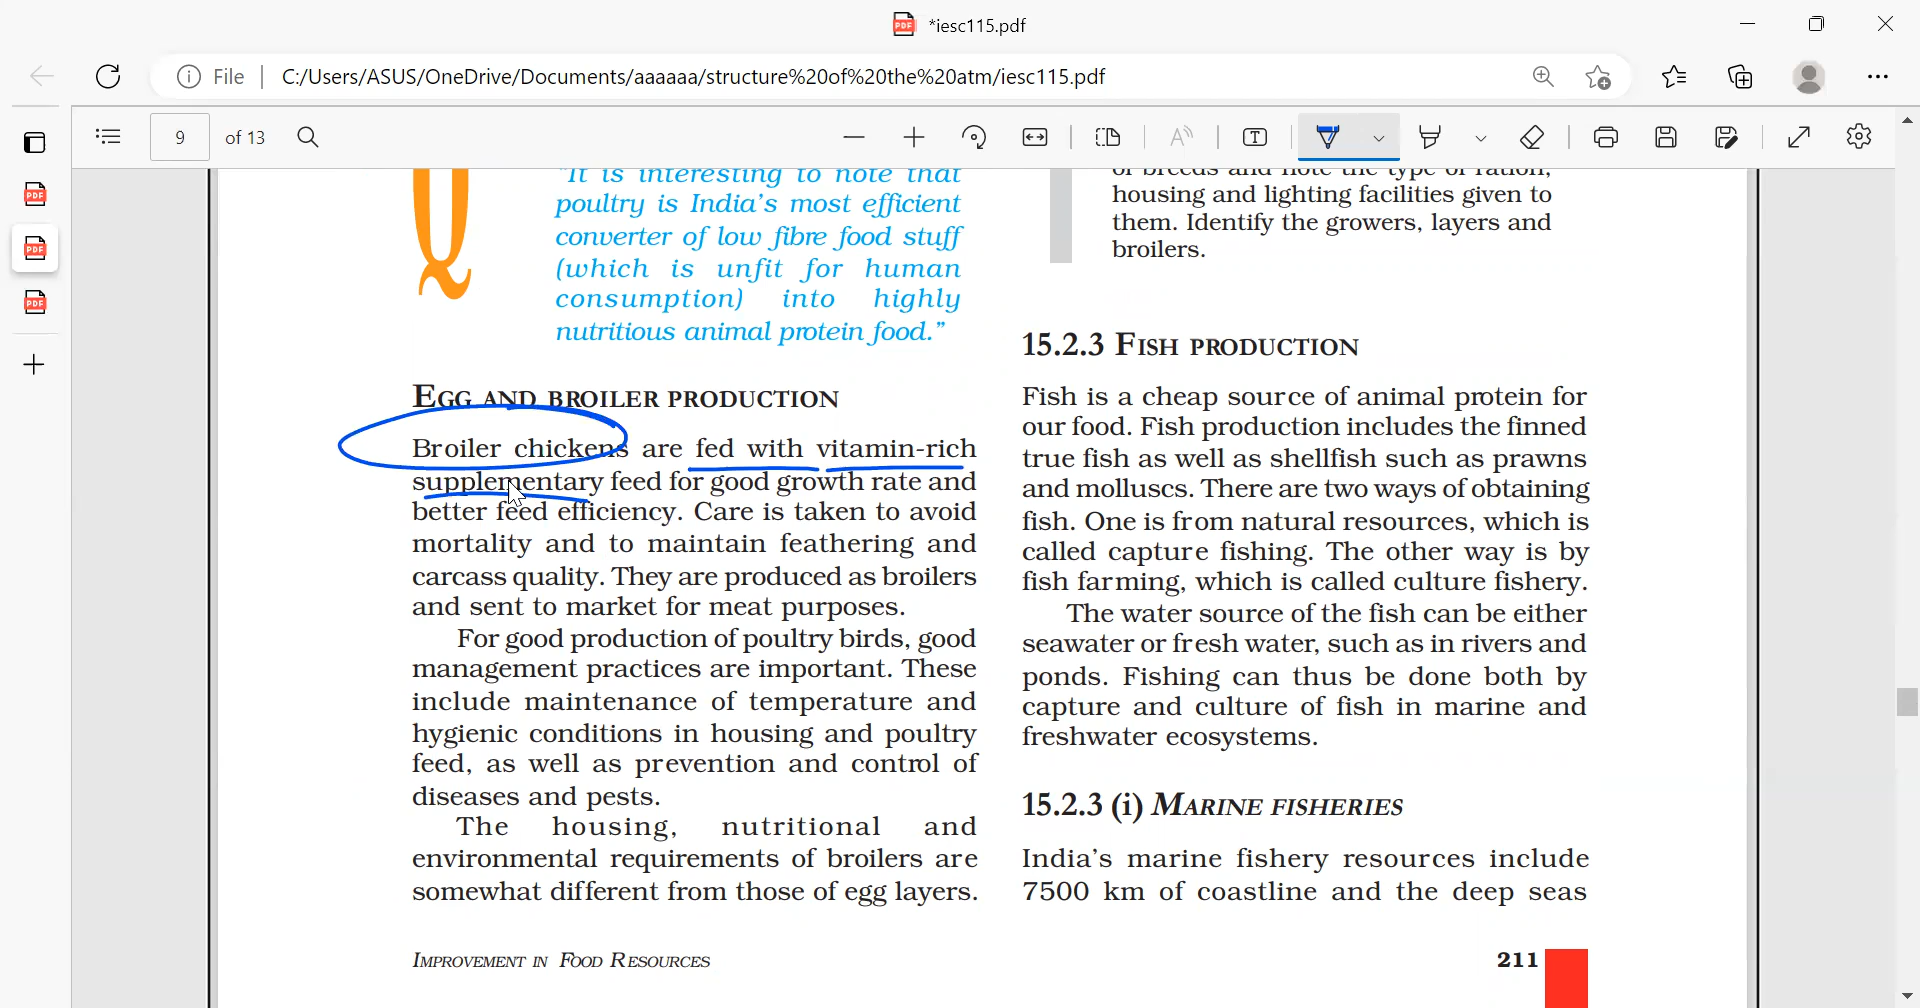 *iesc115.pdf
File
C:/Users/ASUS/OneDrive/Documents/aaaaaa/structure%20of%20the%20atm/iesc115.pdf
9 of 13
Q
"It is interesting to note that
poultry is India's most efficient
converter of low fibre food stuff
(which is unfit for human
consumption) into highly
nutritious animal protein food."
EGG AND BROILER PRODUCTION
Broiler chickens are fed with vitamin-rich
supplementary feed for good growth rate and
better feed efficiency. Care is taken to avoid
mortality and to maintain feathering and
carcass quality. They are produced as broilers
and sent to market for meat purposes.
For good production of poultry birds, good
management practices are important. These
include maintenance of temperature and
hygienic conditions in housing and poultry
feed, as well as prevention and control of
diseases and pests.
The housing, nutritional and
environmental requirements of broilers are
somewhat different from those of egg layers.
of breeds and note the type of ration,
housing and lighting facilities given to
them. Identify the growers, layers and
broilers.
15.2.3 FISH PRODUCTION
Fish is a cheap source of animal protein for
our food. Fish production includes the finned
true fish as well as shellfish such as prawns
and molluscs. There are two ways of obtaining
fish. One is from natural resources, which is
called capture fishing. The other way is by
fish farming, which is called culture fishery.
The water source of the fish can be either
seawater or fresh water, such as in rivers and
ponds. Fishing can thus be done both by
capture and culture of fish in marine and
freshwater ecosystems.
15.2.3 (i) MARINE FISHERIES
India's marine fishery resources include
7500 km of coastline and the deep seas
IMPROVEMENT IN FOOD RESOURCES
211